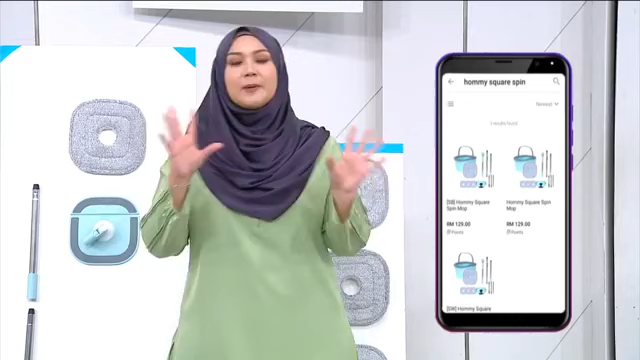 hommy square spin
Newest
3 results found
[SB] Hommy Square
Spin Mop
RM 129.00
Points
Hommy Square Spin
Mop
RM 129.00
Points
[SW] Hommy Square